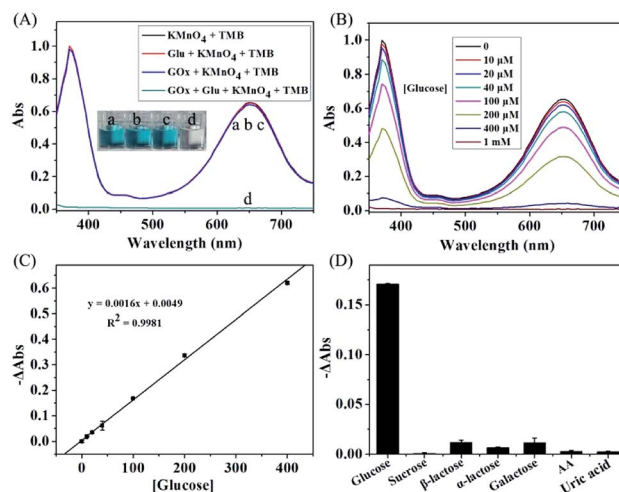 (A)
KMnO4 + TMB
Glu + KMnO4 + TMB
GOx + KMnO4 + TMB
GOx + Glu + KMnO4 + TMB
a b c d
a b c
d
Abs
1.0
0.8
0.6
0.4
0.2
0.0
400 500 600 700
Wavelength (nm)
(B)
[Glucose]
0
10 µM
20 µM
40 µM
100 µM
200 µM
400 µM
1 mM
Abs
1.0
0.8
0.6
0.4
0.2
0.0
400 500 600 700
Wavelength (nm)
(C)
y = 0.0016x + 0.0049
R² = 0.9981
-ΔAbs
0.6
0.5
0.4
0.3
0.2
0.1
0.0
0 100 200 300 400
[Glucose]
(D)
-ΔAbs
0.15
0.10
0.05
0.00
Glucose
Sucrose
β-lactose
α-lactose
Galactose
AA
Uric acid